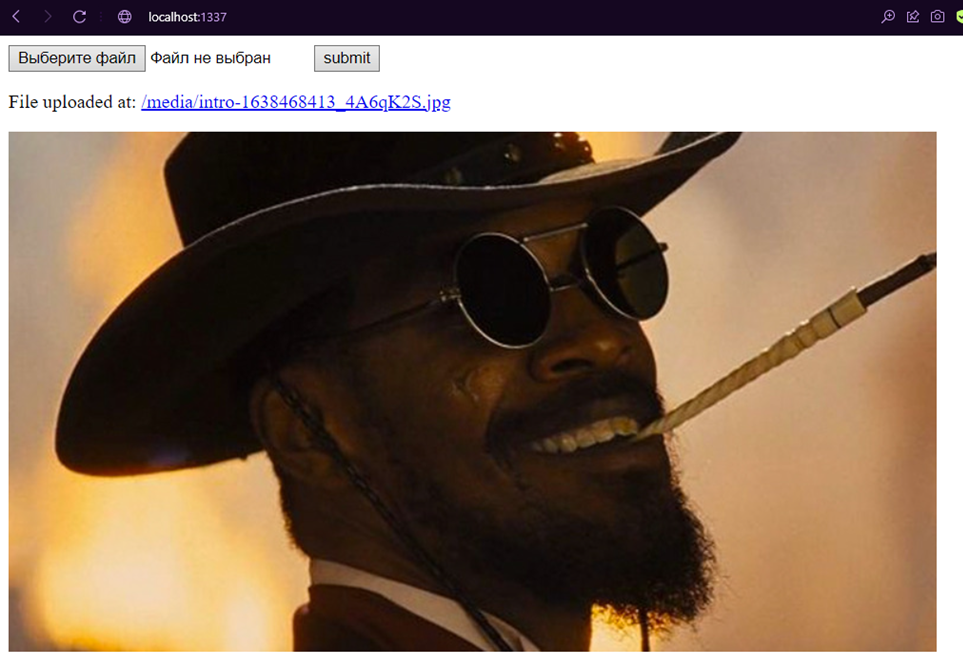 localhost:1337
Выберите файл Файл не выбран submit
File uploaded at: /media/intro-1638468413_4A6qK2S.jpg